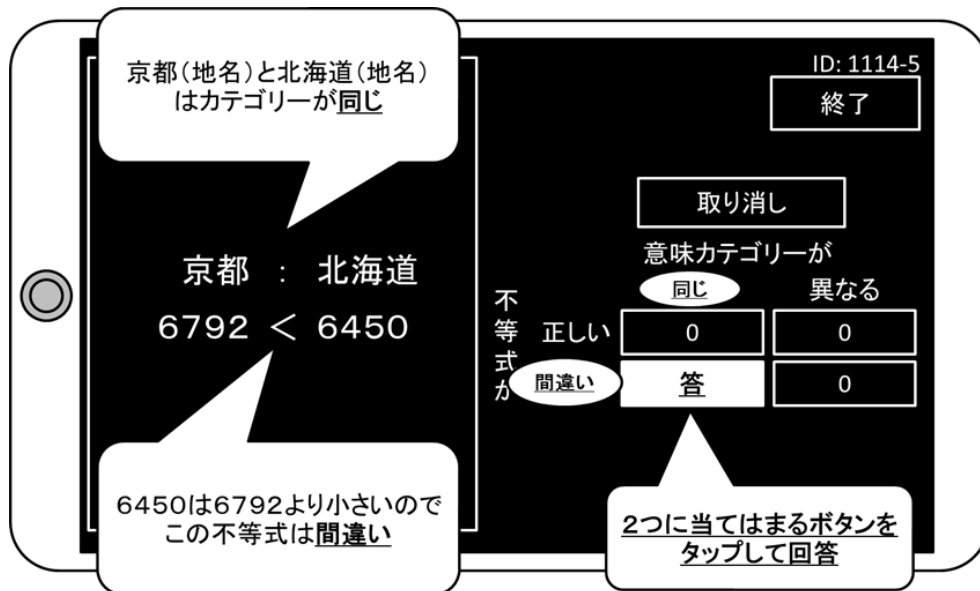 京都（地名）と北海道（地名）
はカテゴリーが同じ
ID: 1114-5
終了
取り消し
意味カテゴリーが
同じ
異なる
京都 : 北海道
6792 < 6450
不等式が
正しい
0
0
間違い
答
0
6450は6792より小さいので
この不等式は間違い
2つに当てはまるボタンを
タップして回答